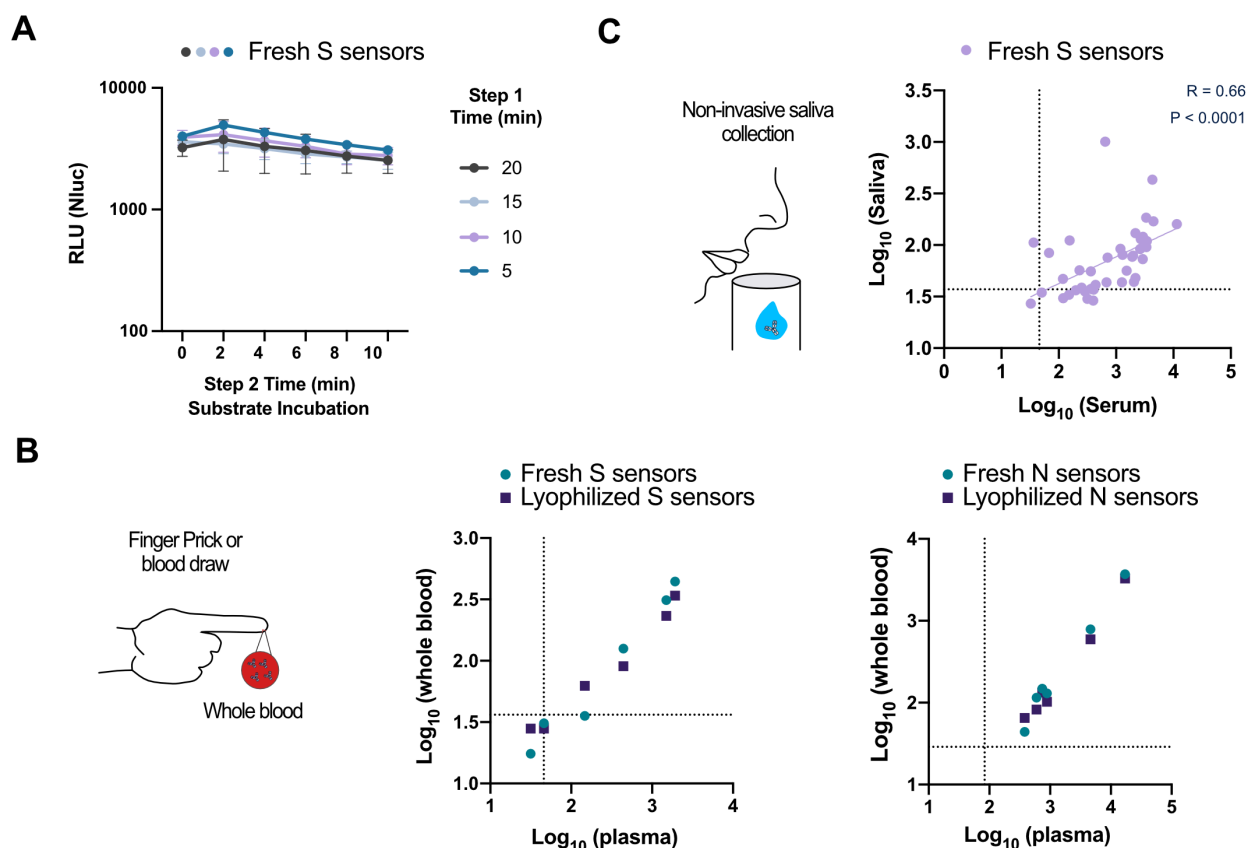 A
Fresh S sensors
10000
1000
100
RLU (Nluc)
0 2 4 6 8 10
Step 2 Time (min)
Substrate Incubation
Step 1
Time (min)
20
15
10
5
C
Non-invasive saliva
collection
Fresh S sensors
R = 0.66
P < 0.0001
3.5
3.0
2.5
2.0
1.5
1.0
Log10 (Saliva)
0 1 2 3 4 5
Log10 (Serum)
B
Finger Prick or
blood draw
Whole blood
Fresh S sensors
Lyophilized S sensors
3.0
2.5
2.0
1.5
1.0
Log10 (whole blood)
1 2 3 4
Log10 (plasma)
Fresh N sensors
Lyophilized N sensors
4
3
2
1
Log10 (whole blood)
1 2 3 4 5
Log10 (plasma)